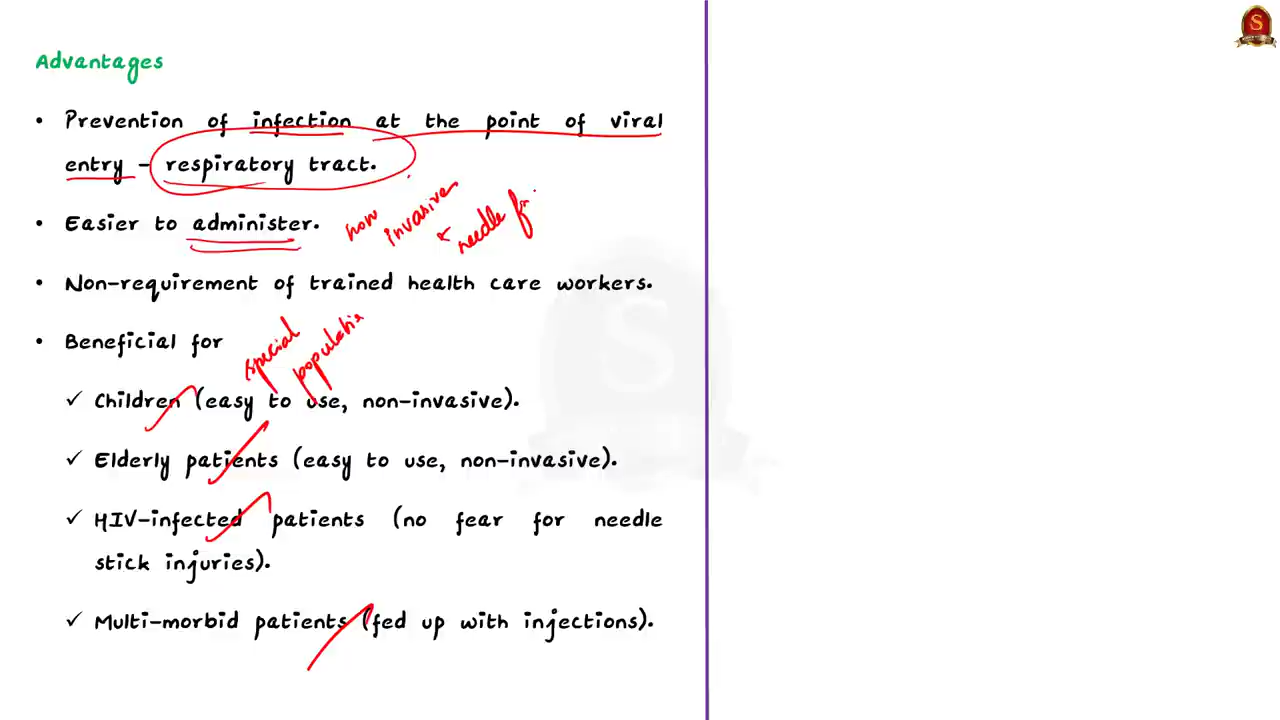 Advantages
• Prevention of infection at the point of viral
entry - respiratory tract.
• Easier to administer.
non invasive & needle
• Non-requirement of trained health care workers.
• Beneficial for
special
✓ Children (easy to use, non-invasive).
✓ Elderly patients (easy to use, non-invasive).
✓ HIV-infected patients (no fear for needle
stick injuries).
✓ Multi-morbid patients (fed up with injections).
S
S